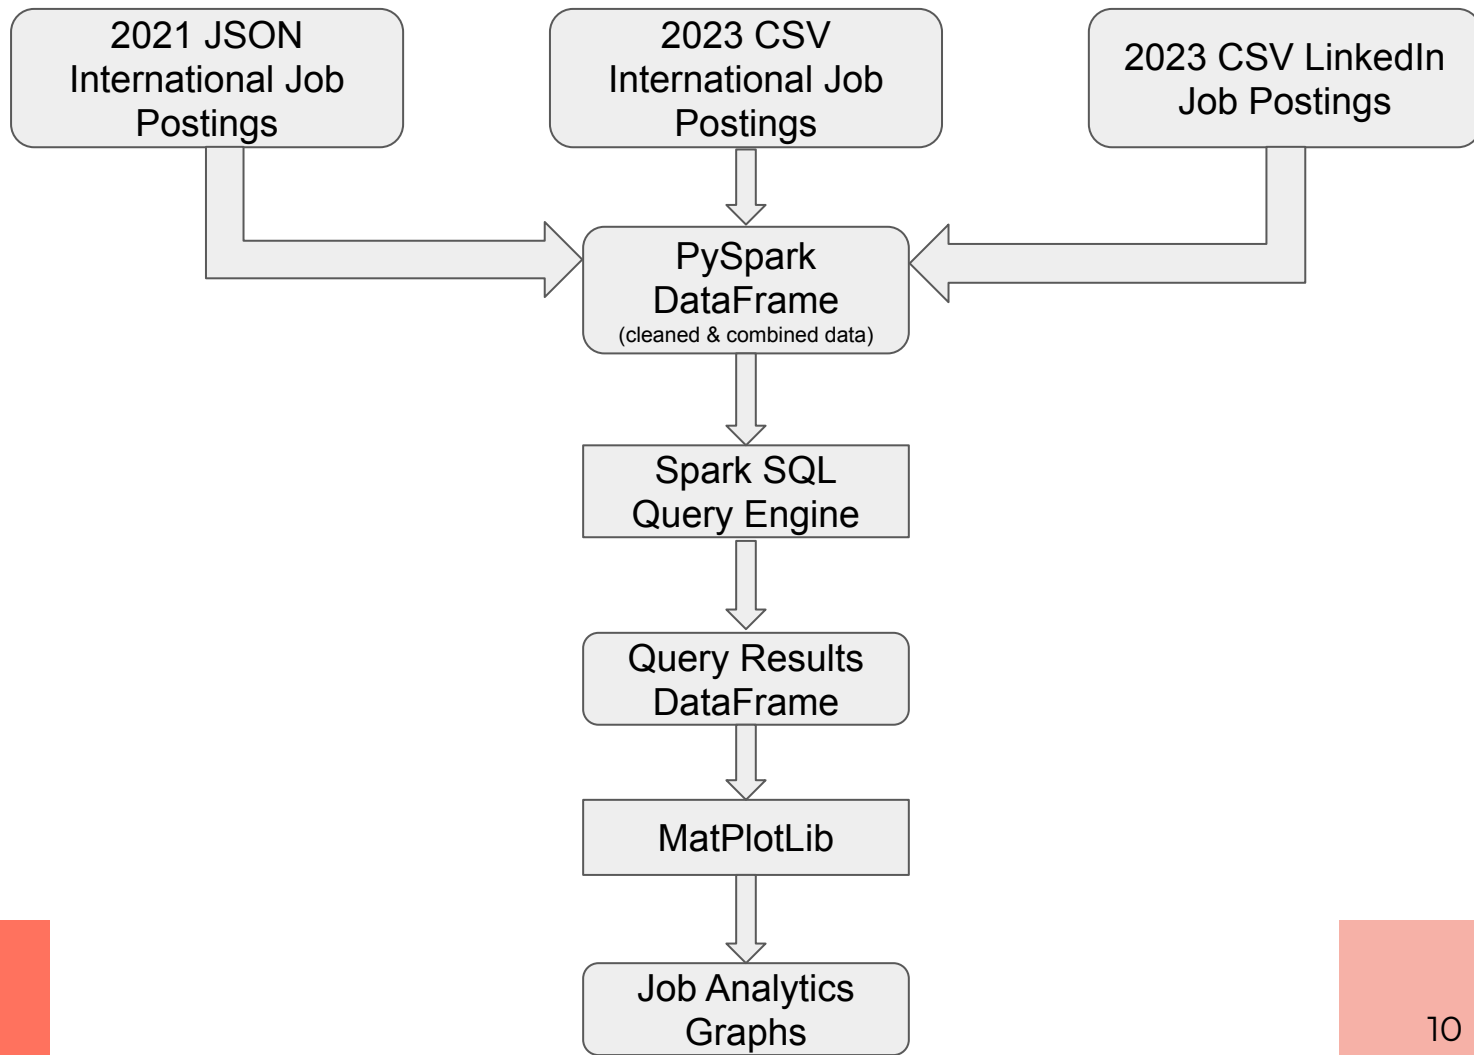 2021 JSON
International Job
Postings
2023 CSV
International Job
Postings
2023 CSV LinkedIn
Job Postings
PySpark
DataFrame
(cleaned & combined data)
Spark SQL
Query Engine
Query Results
DataFrame
MatPlotLib
Job Analytics
Graphs
10